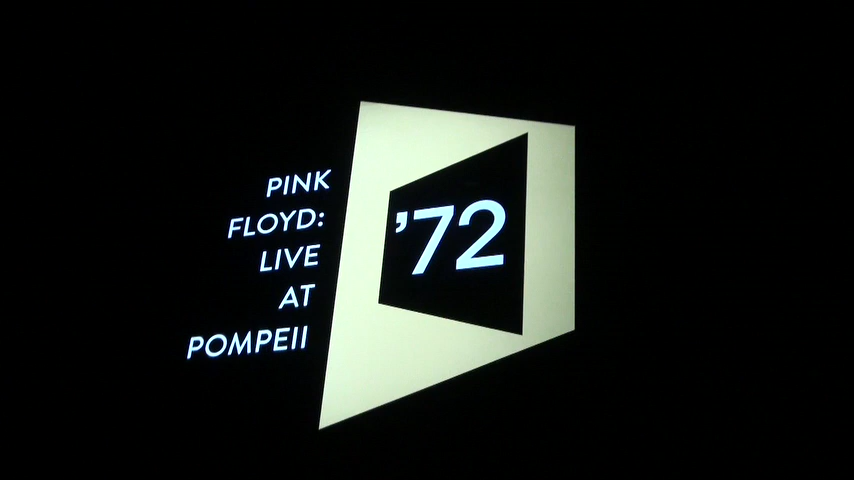 PINK
FLOYD:
LIVE
AT
POMPEII
’72